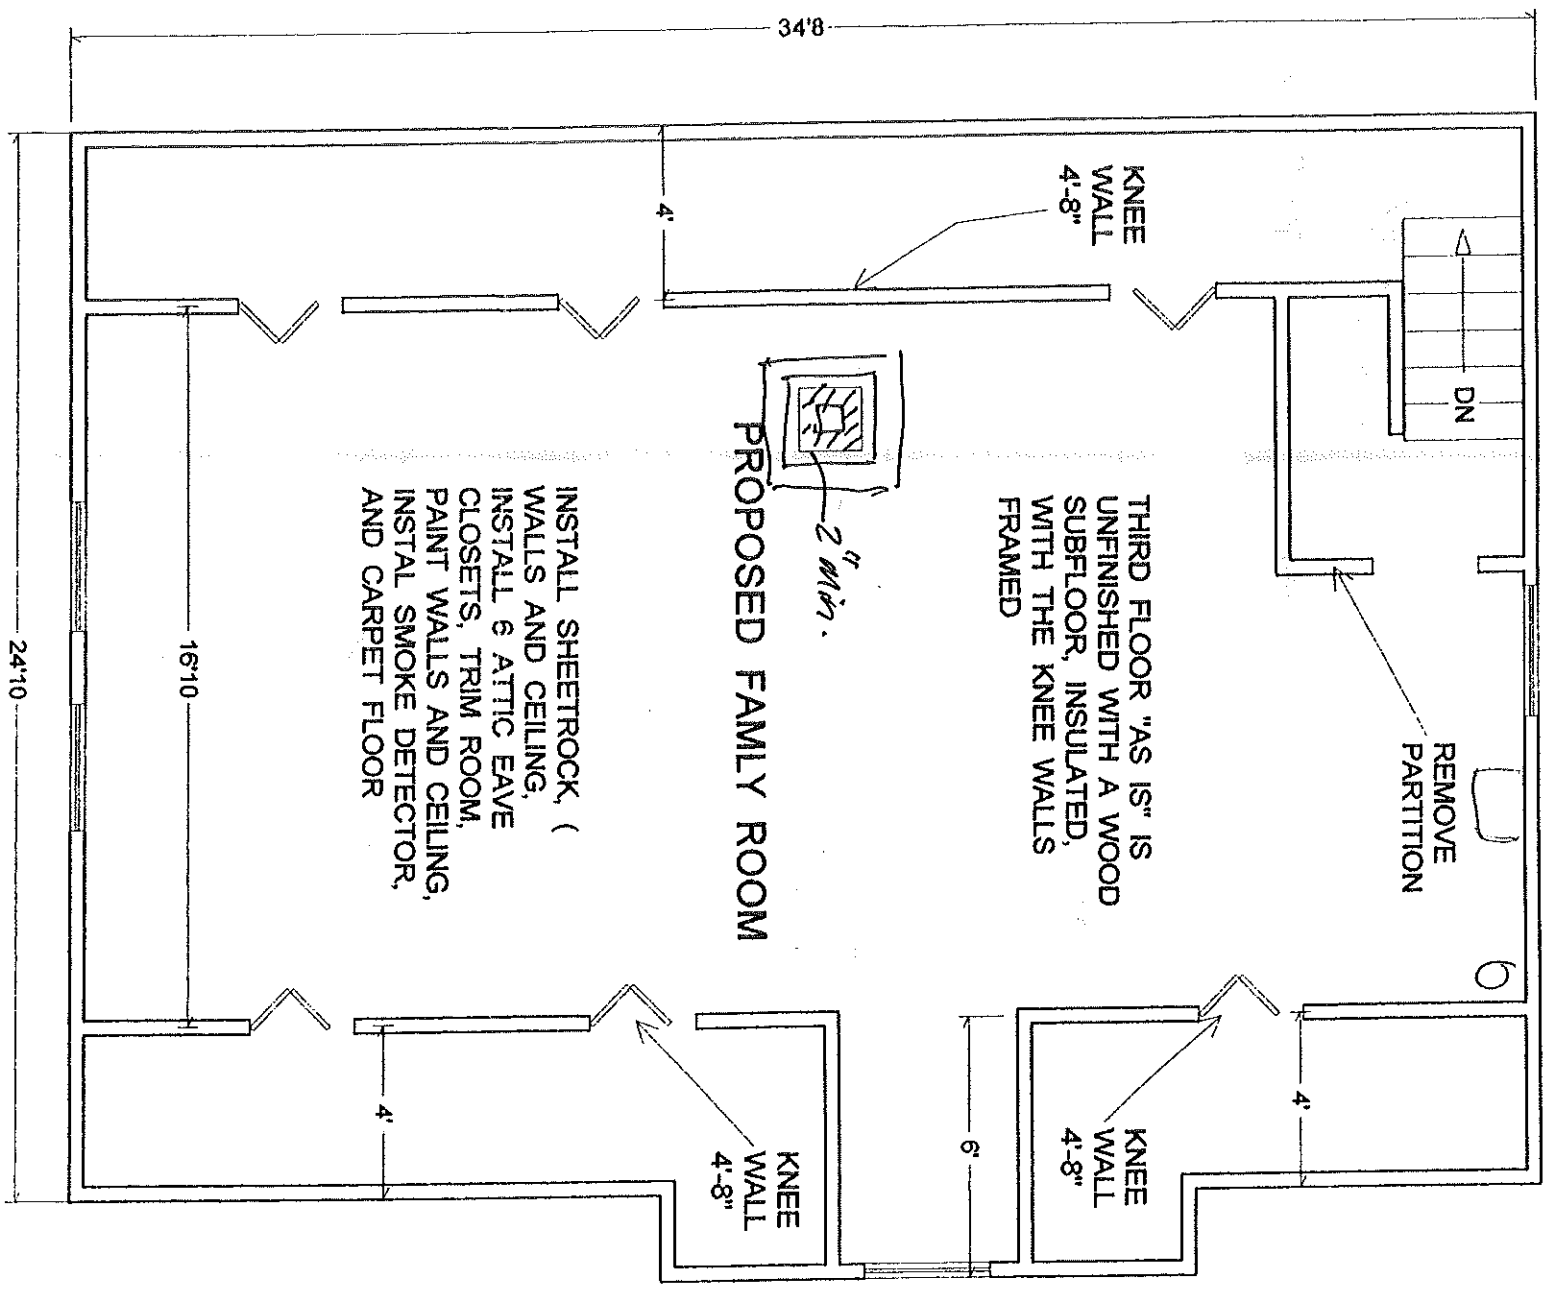 34'8
24'10
16'10
4'
KNEE
WALL
4'-8"
DN
REMOVE
PARTITION
THIRD FLOOR "AS IS" IS
UNFINISHED WITH A WOOD
SUBFLOOR, INSULATED,
WITH THE KNEE WALLS
FRAMED
2" Min.
PROPOSED FAMILY ROOM
INSTALL SHEETROCK, (
WALLS AND CEILING,
INSTALL 6 ATTIC EAVE
CLOSETS, TRIM ROOM,
PAINT WALLS AND CEILING,
INSTAL SMOKE DETECTOR,
AND CARPET FLOOR
6
4'
KNEE
WALL
4'-8"
6'
KNEE
WALL
4'-8"
4'